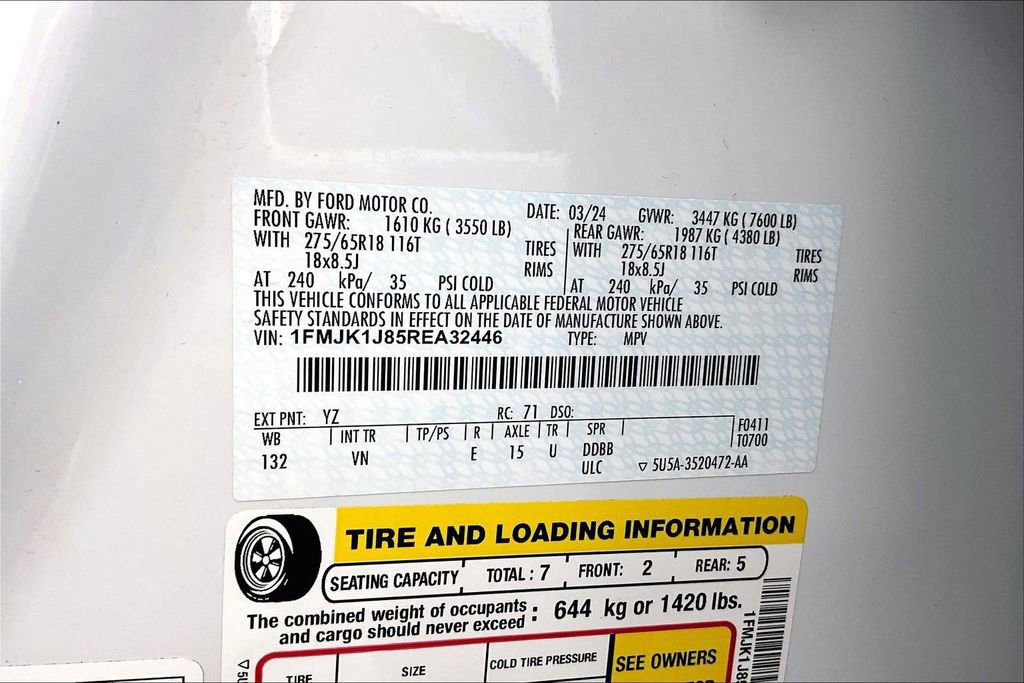 MFD. BY FORD MOTOR CO.
DATE: 03/24 GVWR: 3447 KG ( 7600 LB)
FRONT GAWR: 1610 KG ( 3550 LB) REAR GAWR: 1987 KG ( 4380 LB)
WITH 275/65R18 116T TIRES WITH 275/65R18 116T TIRES
18x8.5J RIMS 18x8.5J RIMS
AT 240 kPa/ 35 PSI COLD AT 240 kPa/ 35 PSI COLD
THIS VEHICLE CONFORMS TO ALL APPLICABLE FEDERAL MOTOR VEHICLE
SAFETY STANDARDS IN EFFECT ON THE DATE OF MANUFACTURE SHOWN ABOVE.
VIN: 1FMJK1J85REA32446 TYPE: MPV
EXT PNT: YZ RC: 71 DSO:
WB INT TR TP/PS R AXLE TR SPR F0411
132 VN E 15 U DDBB T0700
ULC 5U5A-3520472-AA
TIRE AND LOADING INFORMATION
SEATING CAPACITY TOTAL : 7 FRONT: 2 REAR: 5
The combined weight of occupants
and cargo should never exceed : 644 kg or 1420 lbs.
TIRE SIZE COLD TIRE PRESSURE SEE OWNERS